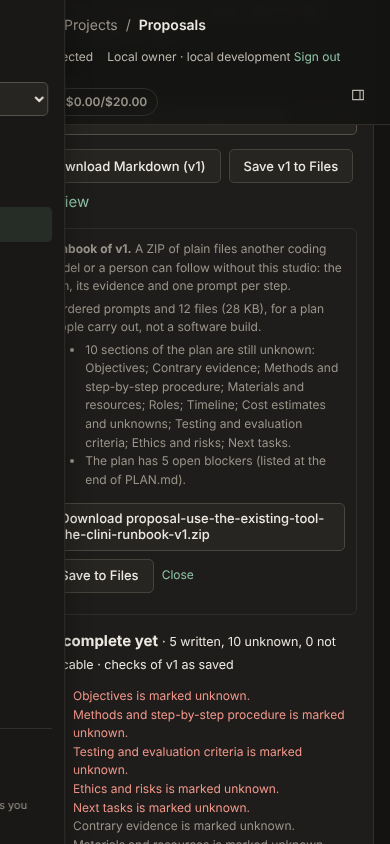 Projects / Proposals
Local owner · local development Sign out
$0.00/$20.00
Markdown (v1)
Save v1 to Files
of v1. A ZIP of plain files another coding
or a person can follow without this studio: the
its evidence and one prompt per step.
prompts and 12 files (28 KB), for a plan
carry out, not a software build.
• 10 sections of the plan are still unknown:
Objectives; Contrary evidence; Methods and
step-by-step procedure; Materials and
resources; Roles; Timeline; Cost estimates
and unknowns; Testing and evaluation
criteria; Ethics and risks; Next tasks.
• The plan has 5 open blockers (listed at the
end of PLAN.md).
Download proposal-use-the-existing-tool-
the-clini-runbook-v1.zip
Save to Files
Close
complete yet · 5 written, 10 unknown, 0 not
cable · checks of v1 as saved
Objectives is marked unknown.
Methods and step-by-step procedure is marked
unknown.
Testing and evaluation criteria is marked
unknown.
Ethics and risks is marked unknown.
Next tasks is marked unknown.
s you
Contrary evidence is marked unknown.
Materials and resources is marked unknown.